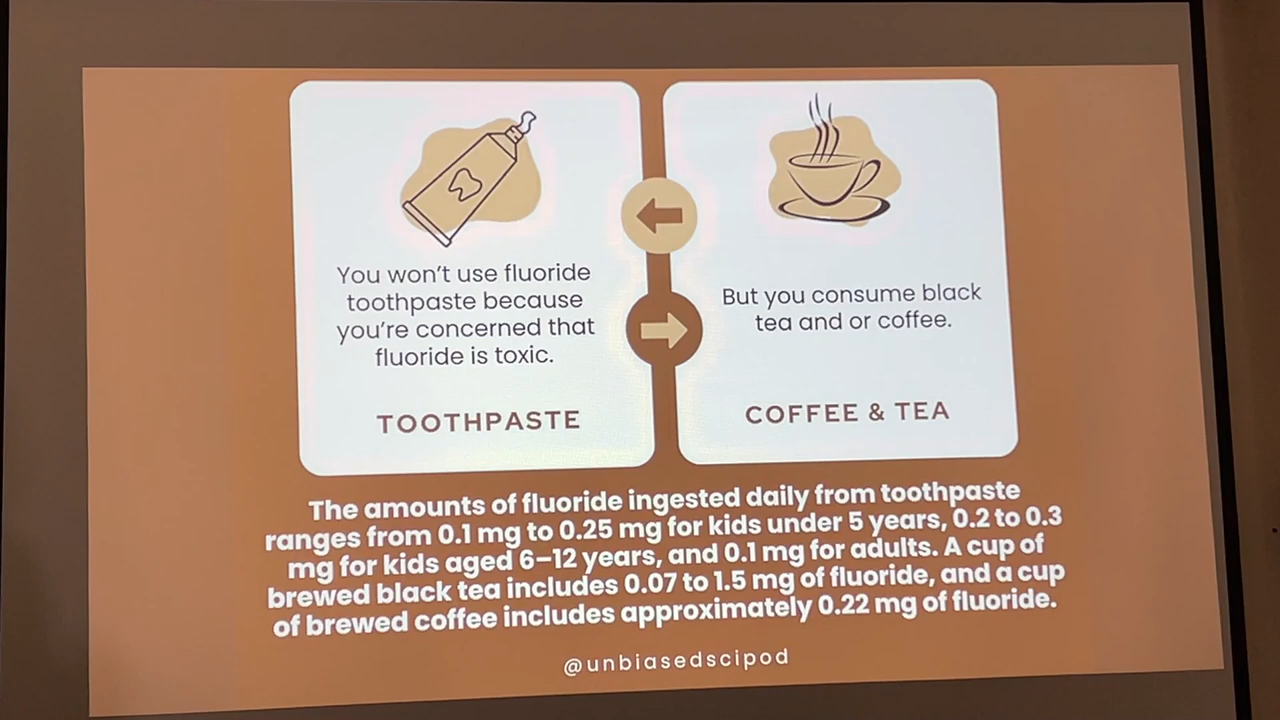 You won't use fluoride
toothpaste because
you're concerned that
fluoride is toxic.
TOOTHPASTE
But you consume black
tea and or coffee.
COFFEE & TEA
The amounts of fluoride ingested daily from toothpaste
ranges from 0.1 mg to 0.25 mg for kids under 5 years, 0.2 to 0.3
mg for kids aged 6–12 years, and 0.1 mg for adults. A cup of
brewed black tea includes 0.07 to 1.5 mg of fluoride, and a cup
of brewed coffee includes approximately 0.22 mg of fluoride.
@unbiasedscipod